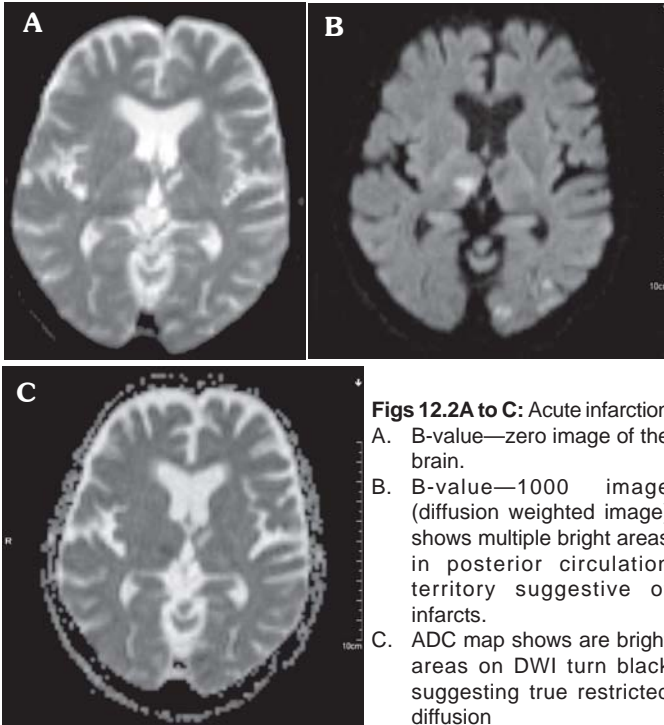 A
B
10cm
C
R
10cm
Figs 12.2A to C: Acute infarction
A. B-value—zero image of the
brain.
B. B-value—1000 image
(diffusion weighted image)
shows multiple bright areas
in posterior circulation
territory suggestive o
infarcts.
C. ADC map shows are brigh
areas on DWI turn black
suggesting true restricted
diffusion